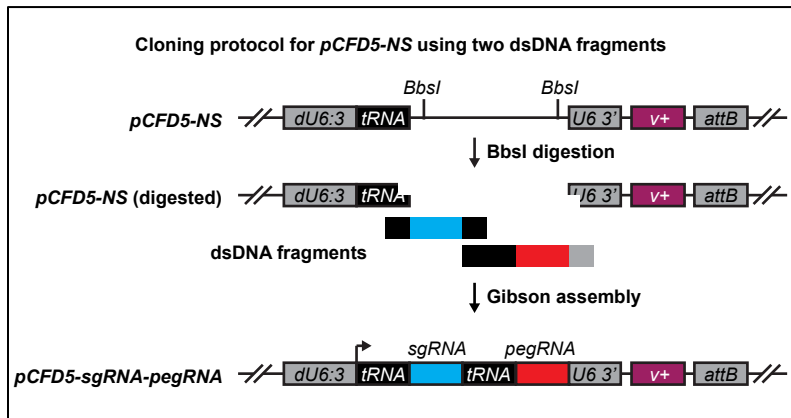 Cloning protocol for pCFD5-NS using two dsDNA fragments
BbsI BbsI
pCFD5-NS dU6:3 tRNA U6 3' v+ attB
BbsI digestion
pCFD5-NS (digested) dU6:3 tRNA U6 3' v+ attB
dsDNA fragments
Gibson assembly
sgRNA pegRNA
pCFD5-sgRNA-pegRNA dU6:3 tRNA tRNA U6 3' v+ attB